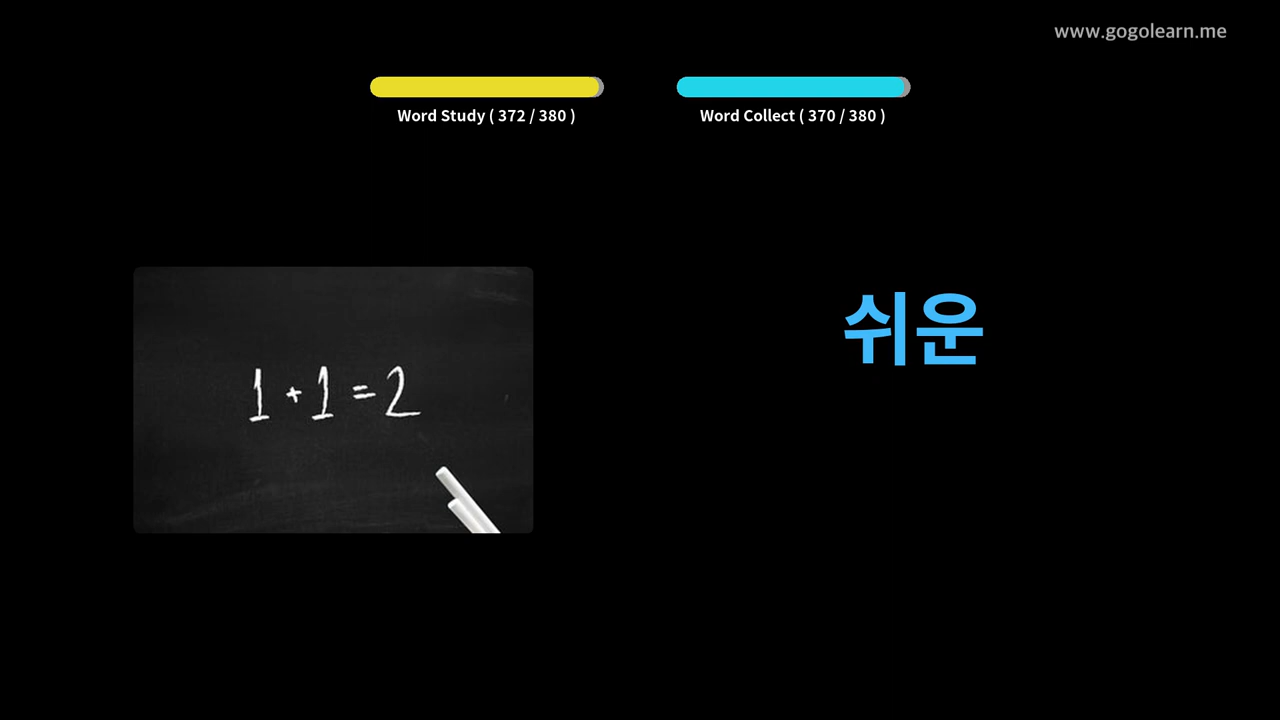 www.gogolearn.me
Word Study ( 372 / 380 )
Word Collect ( 370 / 380 )
쉬운
1 + 1 = 2